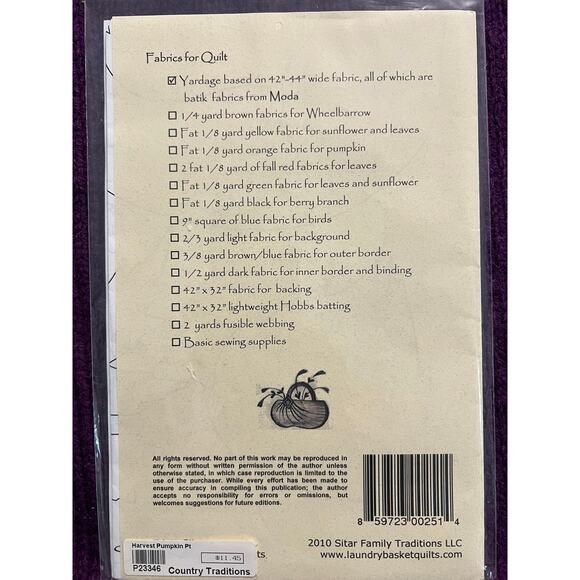 Fabrics for Quilt
☑ Yardage based on 42"-44" wide fabric, all of which are
batik fabrics from Moda
☐ 1/4 yard brown fabrics for Wheelbarrow
☐ Fat 1/8 yard yellow fabric for sunflower and leaves
☐ Fat 1/8 yard orange fabric for pumpkin
☐ 2 fat 1/8 yard of fall red fabrics for leaves
☐ Fat 1/8 yard green fabric for leaves and sunflower
☐ Fat 1/8 yard black for berry branch
☐ 9" square of blue fabric for birds
☐ 2/3 yard light fabric for background
☐ 3/8 yard brown/blue fabric for outer border
☐ 1/2 yard dark fabric for inner border and binding
☐ 42" x 32" fabric for backing
☐ 42" x 32" lightweight Hobbs batting
☐ 2 yards fusible webbing
☐ Basic sewing supplies
All rights reserved. No part of this work may be reproduced in
any form without written permission of the author unless
otherwise stated, in which case reproduction is limited to the
use of the purchaser. While every effort has been made to
ensure accuracy in compiling this publication; the author
accepts no responsibility for errors or omissions, but
welcomes suggestions for future editions.
8 59723 00251 4
2010 Sitar Family Traditions LLC
www.laundrybasketquilts.com
Harvest Pumpkin Pt
$11.45
P23346 Country Traditions